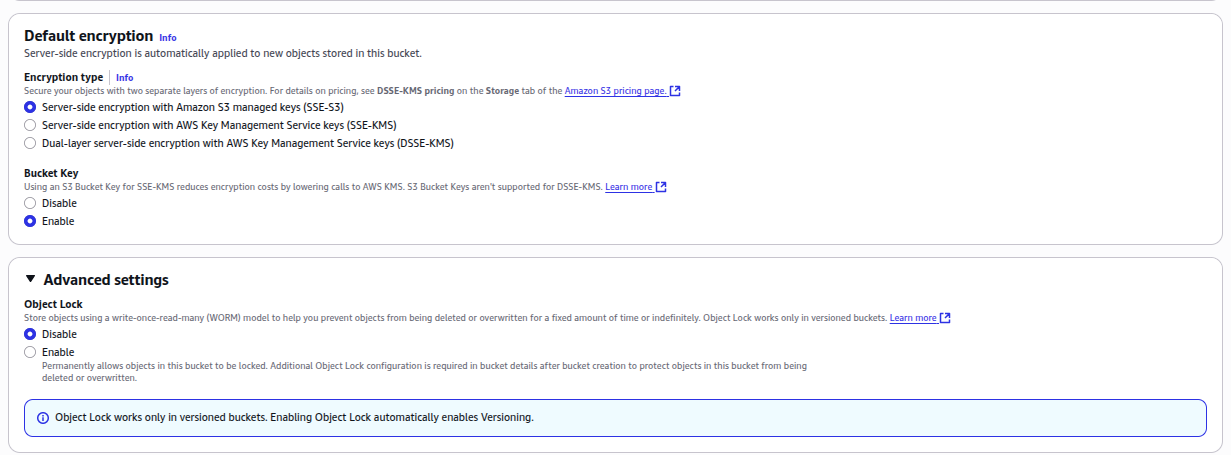 Default encryption Info
Server-side encryption is automatically applied to new objects stored in this bucket.
Encryption type Info
Secure your objects with two separate layers of encryption. For details on pricing, see DSSE-KMS pricing on the Storage tab of the Amazon S3 pricing page.
Server-side encryption with Amazon S3 managed keys (SSE-S3)
Server-side encryption with AWS Key Management Service keys (SSE-KMS)
Dual-layer server-side encryption with AWS Key Management Service keys (DSSE-KMS)
Bucket Key
Using an S3 Bucket Key for SSE-KMS reduces encryption costs by lowering calls to AWS KMS. S3 Bucket Keys aren't supported for DSSE-KMS. Learn more
Disable
Enable
Advanced settings
Object Lock
Store objects using a write-once-read-many (WORM) model to help you prevent objects from being deleted or overwritten for a fixed amount of time or indefinitely. Object Lock works only in versioned buckets. Learn more
Disable
Enable
Permanently allows objects in this bucket to be locked. Additional Object Lock configuration is required in bucket details after bucket creation to protect objects in this bucket from being
deleted or overwritten.
Object Lock works only in versioned buckets. Enabling Object Lock automatically enables Versioning.